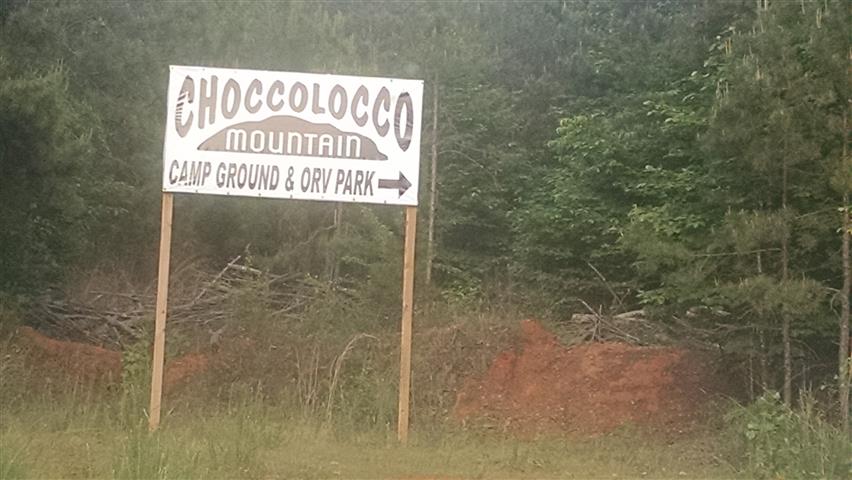 CHOCCOLOCCO
MOUNTAIN
CAMP GROUND & ORV PARK